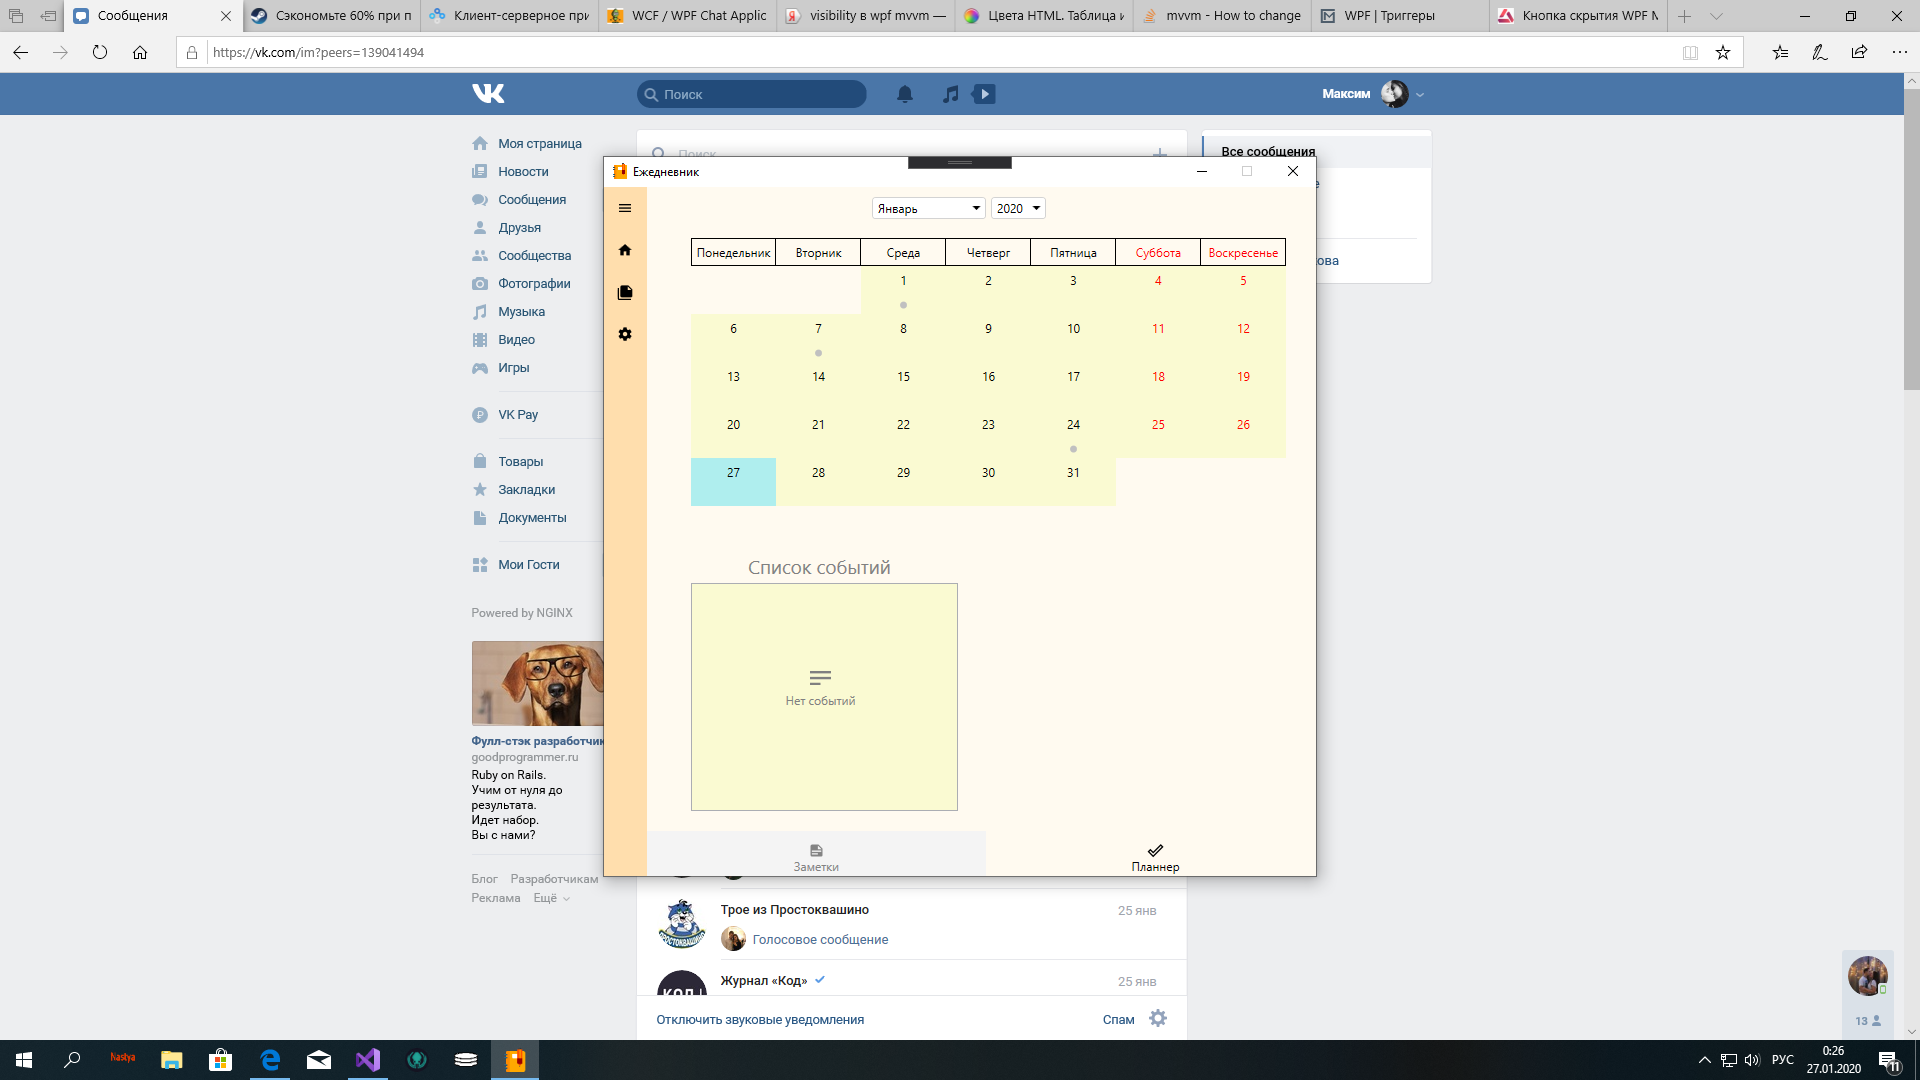 Сообщения
Сэкономьте 60% при п
Клиент-серверное при
WCF / WPF Chat Applic
visibility в wpf mvvm —
Цвета HTML. Таблица и
mvvm - How to change
WPF | Триггеры
Кнопка скрытия WPF M
https://vk.com/im?peers=139041494
Поиск
Максим
Моя страница
Новости
Сообщения
Друзья
Сообщества
Фотографии
Музыка
Видео
Игры
VK Pay
Товары
Закладки
Документы
Мои Гости
Powered by NGINX
Фулл-стэк разработчик
goodprogrammer.ru
Ruby on Rails.
Учим от нуля до
результата.
Идет набор.
Вы с нами?
Блог Разработчикам
Реклама Ещё
Поиск
Все сообщения
Ежедневник
Январь 2020
Понедельник Вторник Среда Четверг Пятница Суббота Воскресенье
1 2 3 4 5
6 7 8 9 10 11 12
13 14 15 16 17 18 19
20 21 22 23 24 25 26
27 28 29 30 31
Список событий
Нет событий
Заметки
Планнер
Трое из Простоквашино 25 янв
Голосовое сообщение
Журнал «Код» 25 янв
Отключить звуковые уведомления Спам
13
Nastya
РУС
0:26
27.01.2020
11